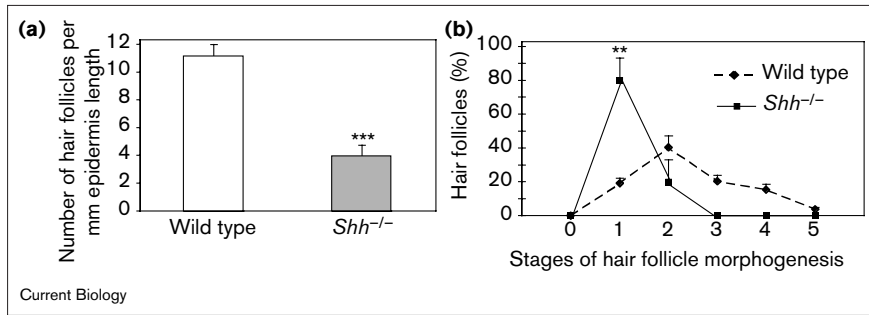 (a)
Number of hair follicles per
mm epidermis length
12
10
8
6
4
2
0
***
Wild type
Shh–/–
(b)
Hair follicles (%)
100
80
60
40
20
0
**
Wild type
Shh–/–
0 1 2 3 4 5
Stages of hair follicle morphogenesis
Current Biology